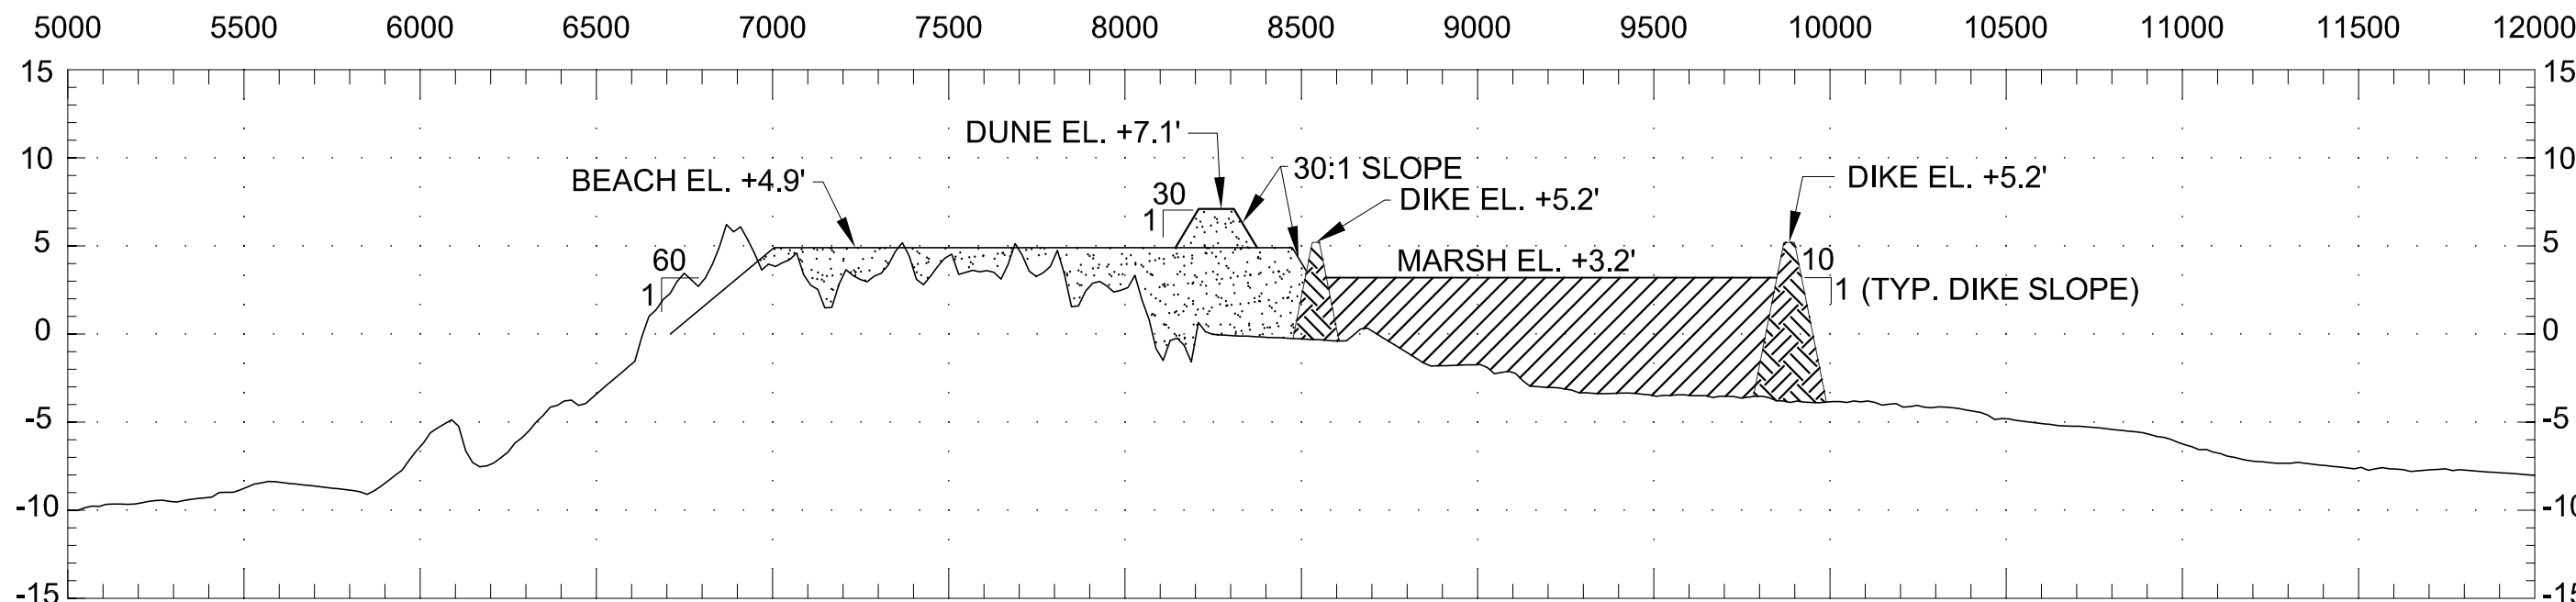 5000 5500 6000 6500 7000 7500 8000 8500 9000 9500 10000 10500 11000 11500 12000
15 15
DUNE EL. +7.1'
10 10
30:1 SLOPE
BEACH EL. +4.9'
DIKE EL. +5.2'
30
1
DIKE EL. +5.2'
5 5
60
1
MARSH EL. +3.2'
10
1 (TYP. DIKE SLOPE)
0 0
-5 -5
-10 -10
-15 -15